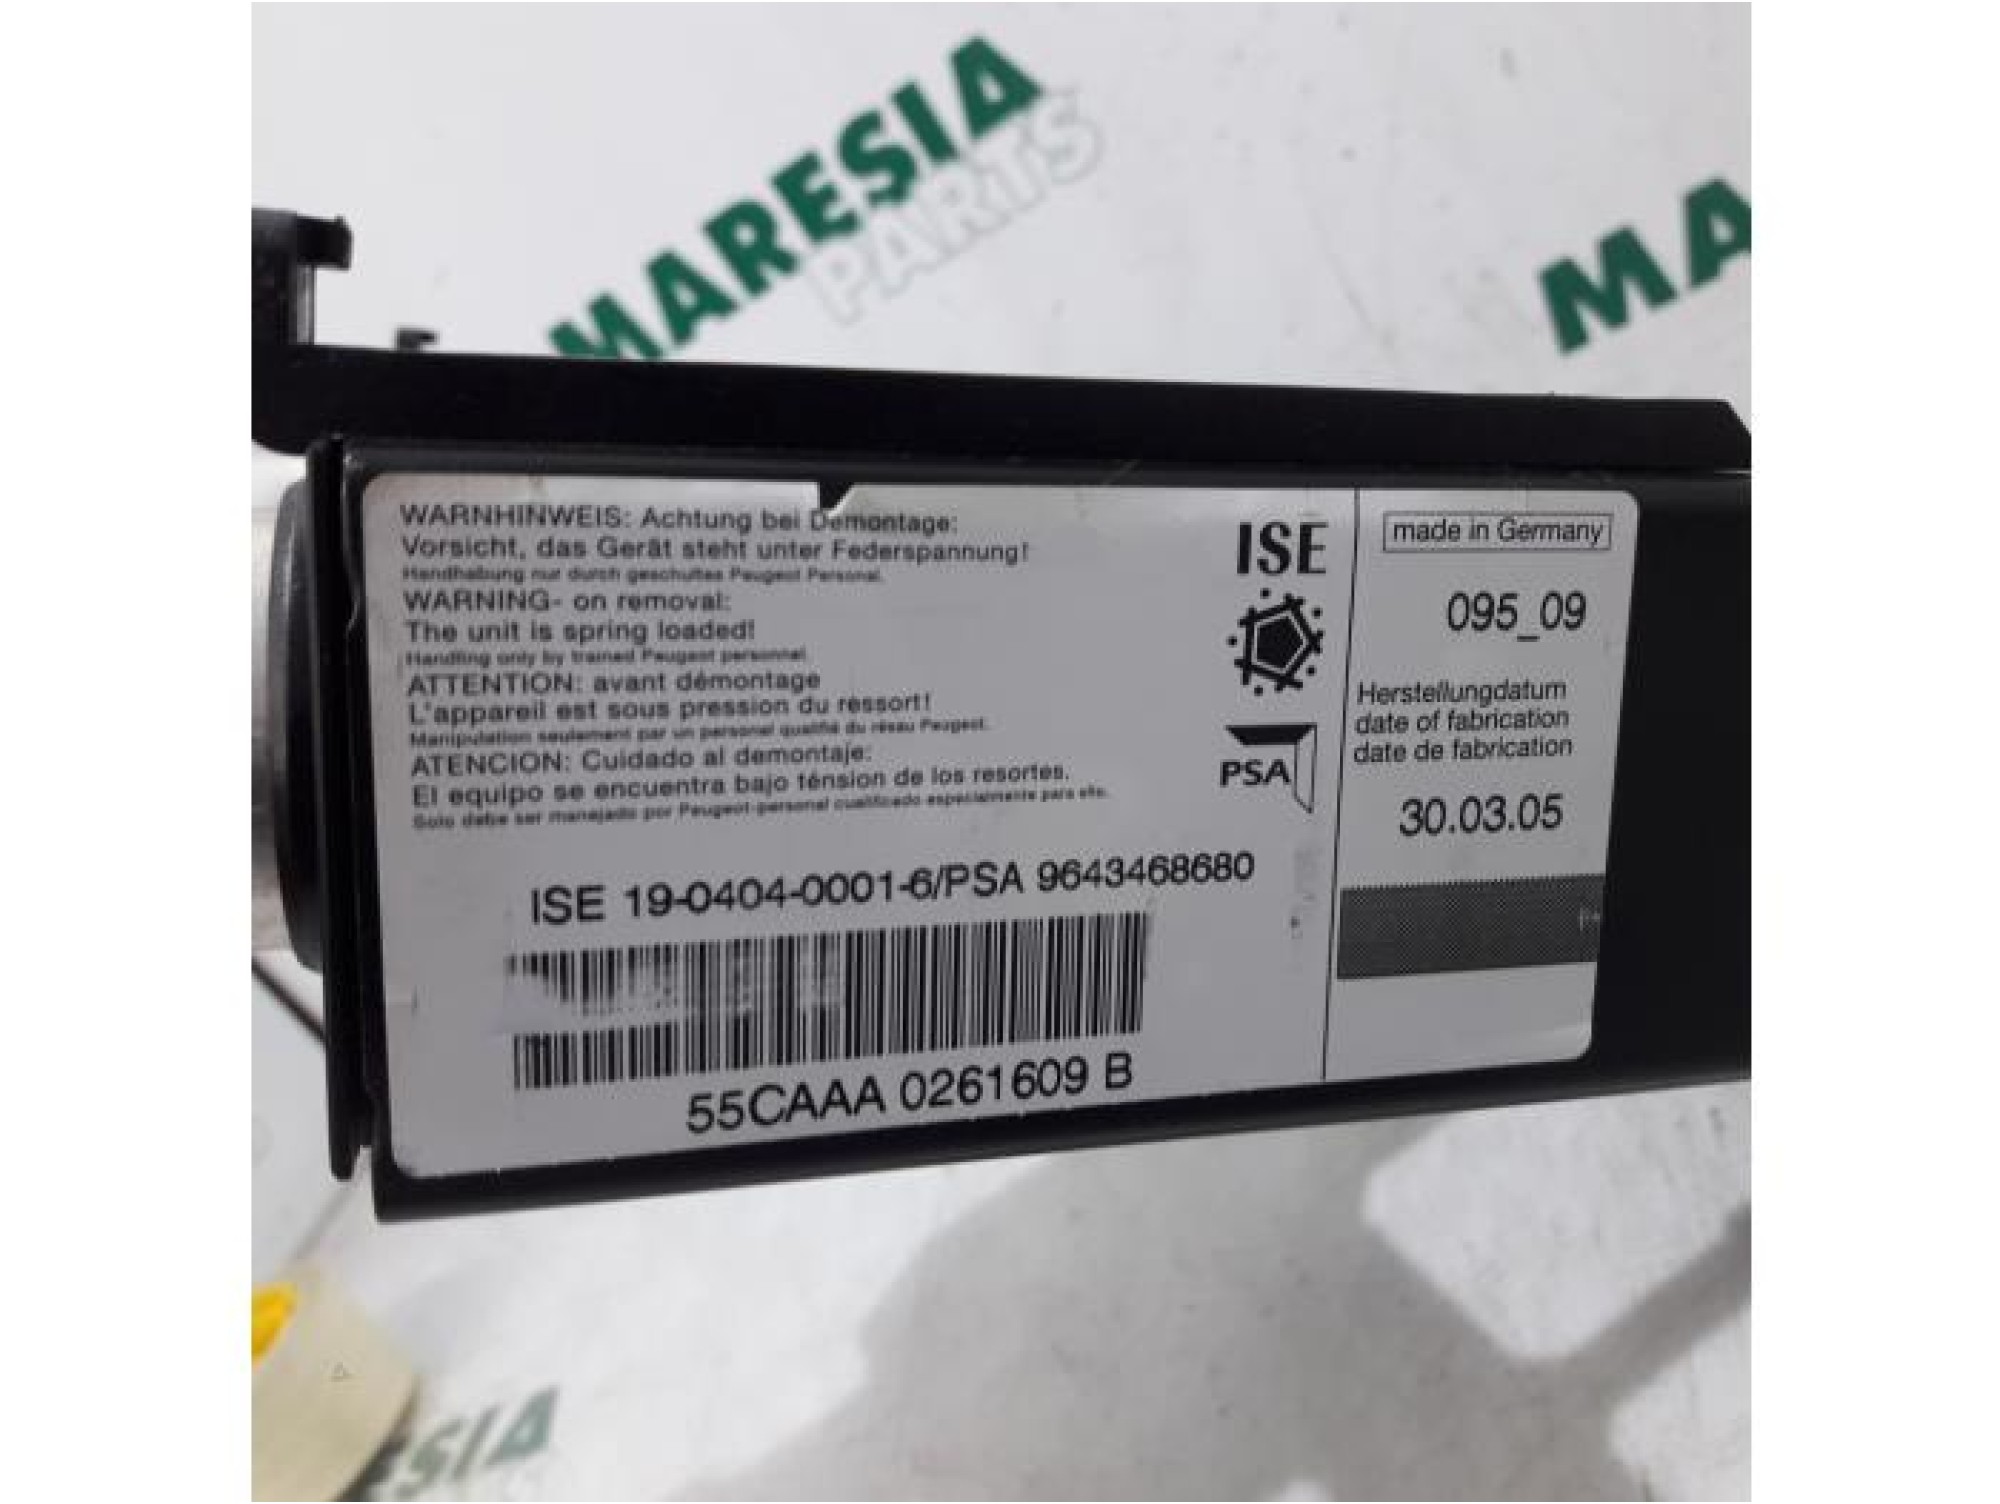 MARESIA
PARTS
MA
WARNHINWEIS: Achtung bei Demontage:
Vorsicht, das Gerät steht unter Federspannung!
Handhabung nur durch geschultes Peugeot Personal.
WARNING- on removal:
The unit is spring loaded!
Handling only by trained Peugeot personnel
ATTENTION: avant démontage
L'appareil est sous pression du ressort!
Manipulation seulement par un personal qualifié du résau Peugeot.
ATENCION: Cuidado al demontaje:
El equipo se encuentra bajo ténsion de los resortes.
Solo debe ser manejado por Peugeot-personal cualificado especialmente para ello.
ISE
PSA
ISE 19-0404-0001-6/PSA 9643468680
55CAAA 0261609 B
made in Germany
095_09
Herstellungdatum
date of fabrication
date de fabrication
30.03.05
ESIA